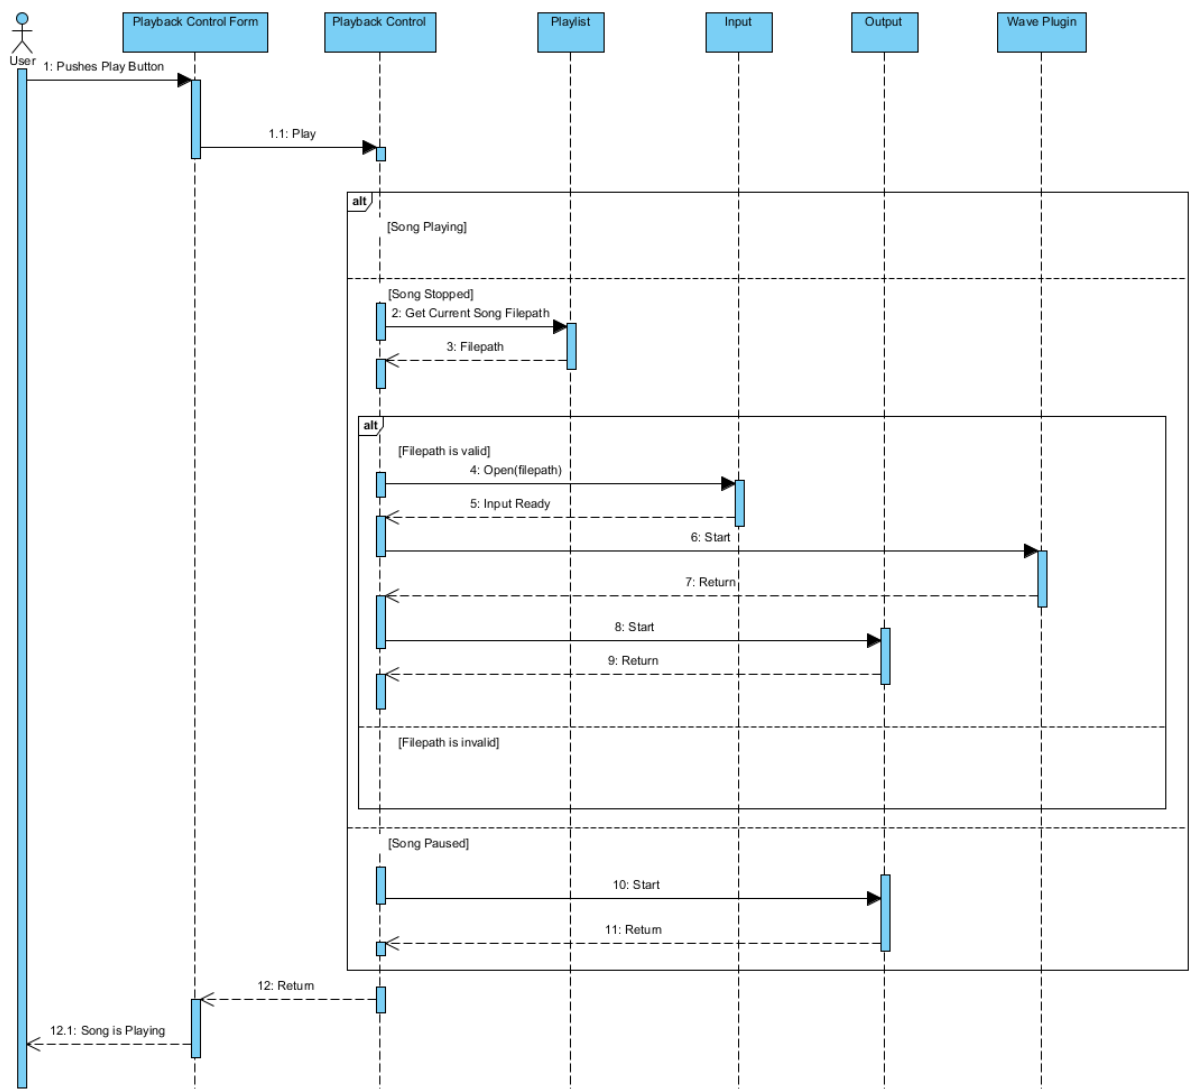 Playback Control Form
Playback Control
Playlist
Input
Output
Wave Plugin
User
1: Pushes Play Button
1.1: Play
alt
[Song Playing]
[Song Stopped]
2: Get Current Song Filepath
3: Filepath
alt
[Filepath is valid]
4: Open(filepath)
5: Input Ready
6: Start
7: Return
8: Start
9: Return
[Filepath is invalid]
[Song Paused]
10: Start
11: Return
12: Return
12.1: Song is Playing